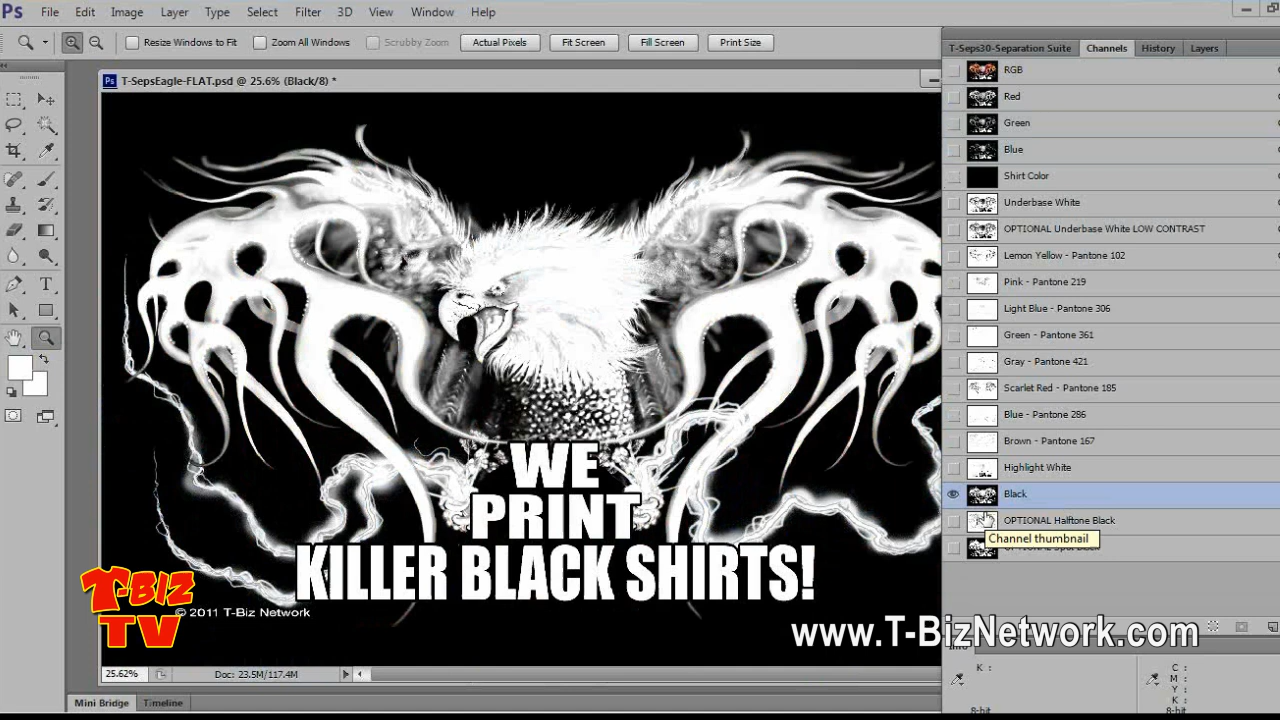 Ps File Edit Image Layer Type Select Filter 3D View Window Help
Resize Windows to Fit Zoom All Windows Scrubby Zoom Actual Pixels Fit Screen Fill Screen Print Size
T-Seps30-Separation Suite Channels History Layers
Ps T-SepsEagle-FLAT.psd @ 25.6% (Black/8) *
RGB
Red
Green
Blue
Shirt Color
Underbase White
OPTIONAL Underbase White LOW CONTRAST
Lemon Yellow - Pantone 102
Pink - Pantone 219
Light Blue - Pantone 306
Green - Pantone 361
Gray - Pantone 421
Scarlet Red - Pantone 185
Blue - Pantone 286
Brown - Pantone 167
Highlight White
Black
OPTIONAL Halftone Black
Channel thumbnail
WE
PRINT
KILLER BLACK SHIRTS!
T-BIZ
TV
© 2011 T-Biz Network
www.T-BizNetwork.com
Info
K :
C :
M :
Y :
K :
8-bit
8-bit
25.62% Doc: 23.5M/117.4M
Mini Bridge Timeline